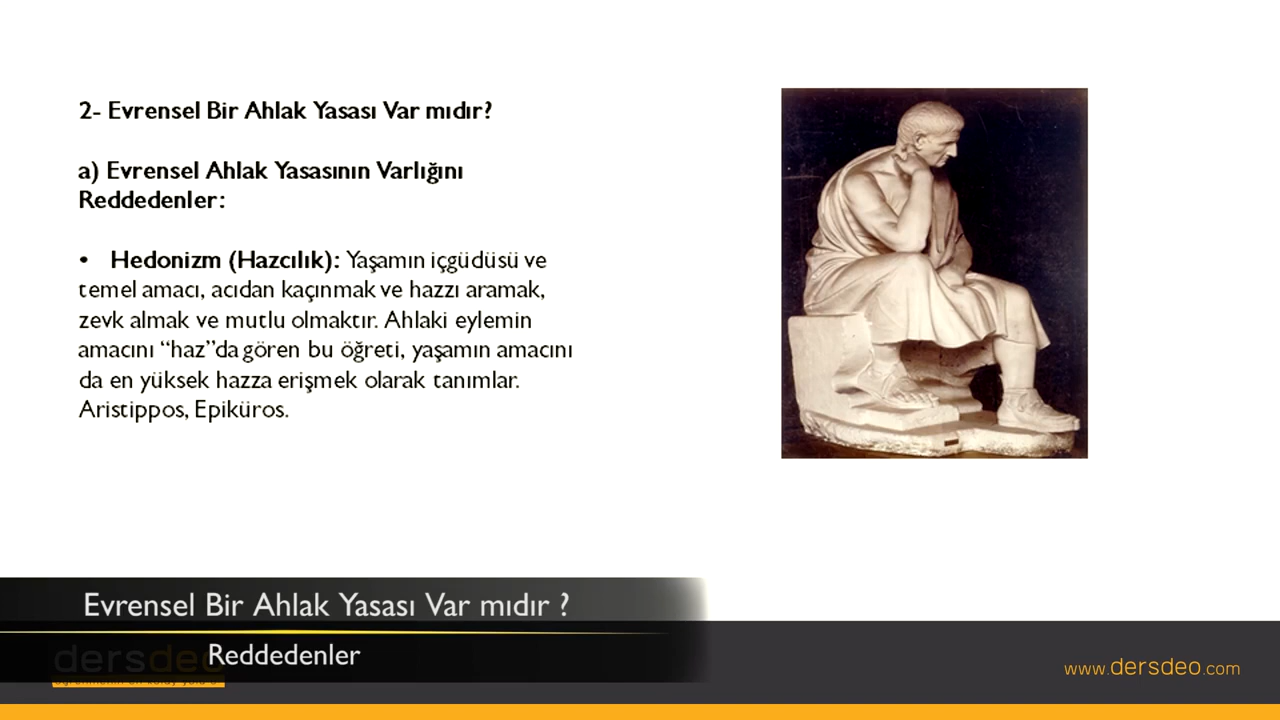 2- Evrensel Bir Ahlak Yasası Var mıdır?
a) Evrensel Ahlak Yasasının Varlığını
Reddedenler:
• Hedonizm (Hazcılık): Yaşamın içgüdüsü ve
temel amacı, acıdan kaçınmak ve hazzı aramak,
zevk almak ve mutlu olmaktır. Ahlaki eylemin
amacını “haz”da gören bu öğreti, yaşamın amacını
da en yüksek hazza erişmek olarak tanımlar.
Aristippos, Epiküros.
Evrensel Bir Ahlak Yasası Var mıdır ?
Reddedenler
dersdeo
www.dersdeo.com